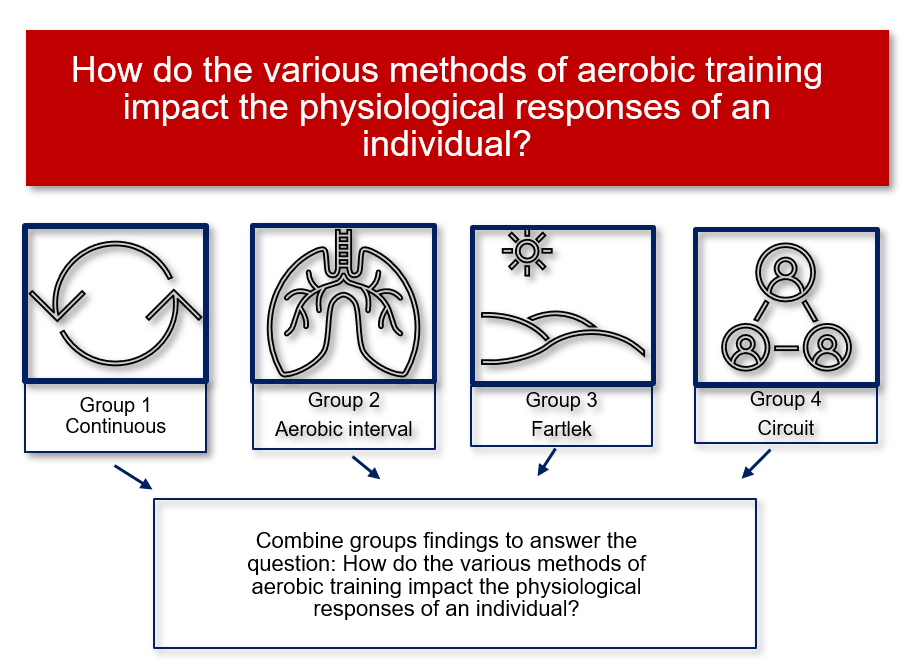 How do the various methods of aerobic training
impact the physiological responses of an
individual?
Group 1
Continuous
Group 2
Aerobic interval
Group 3
Fartlek
Group 4
Circuit
Combine groups findings to answer the
question: How do the various methods of
aerobic training impact the physiological
responses of an individual?